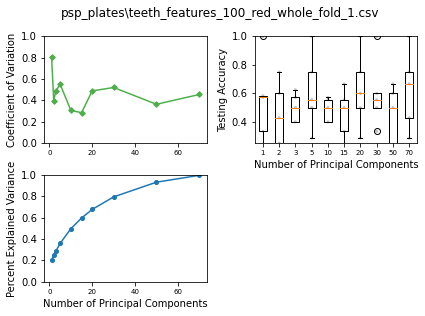 psp_plates\teeth_features_100_red_whole_fold_1.csv
Coefficient of Variation
1.0
0.8
0.6
0.4
0.2
0.0
0 20 40 60
Testing Accuracy
1.0
0.8
0.6
0.4
1 2 3 5 10 15 20 30 50 70
Number of Principal Components
Percent Explained Variance
1.0
0.8
0.6
0.4
0.2
0.0
0 20 40 60
Number of Principal Components